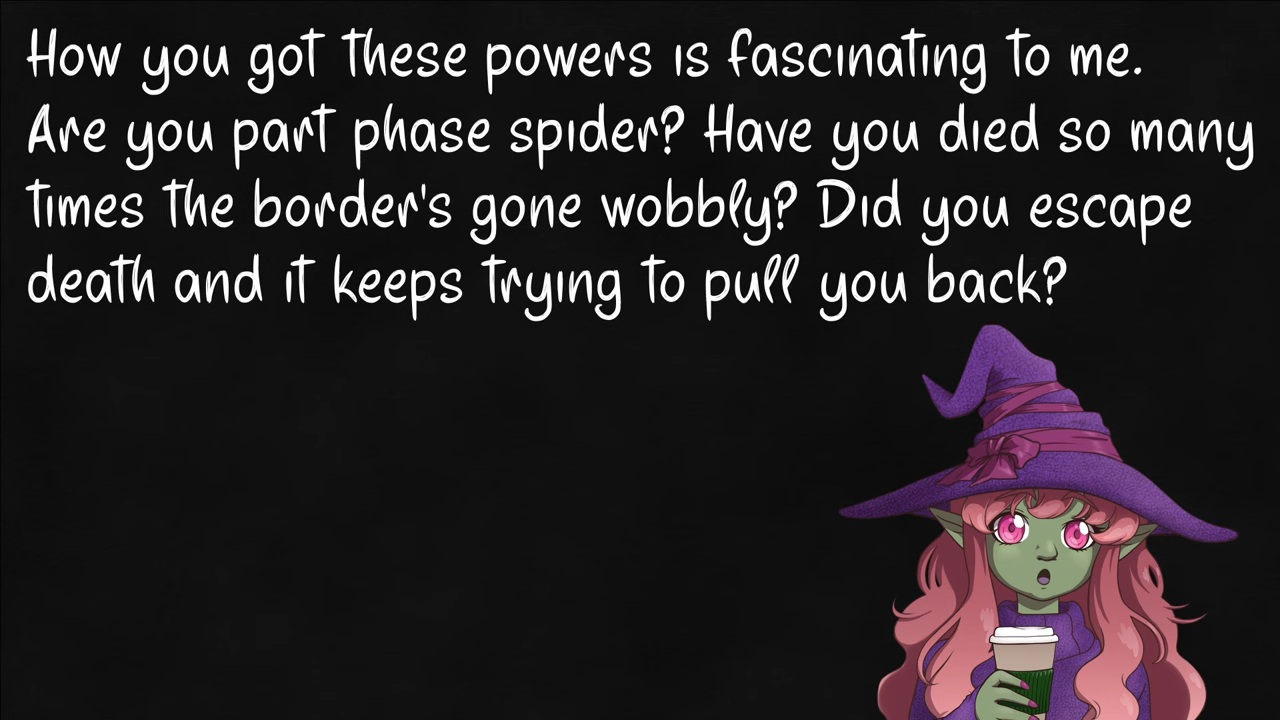 How you got these powers is fascinating to me.
Are you part phase spider? Have you died so many
times the border's gone wobbly? Did you escape
death and it keeps trying to pull you back?